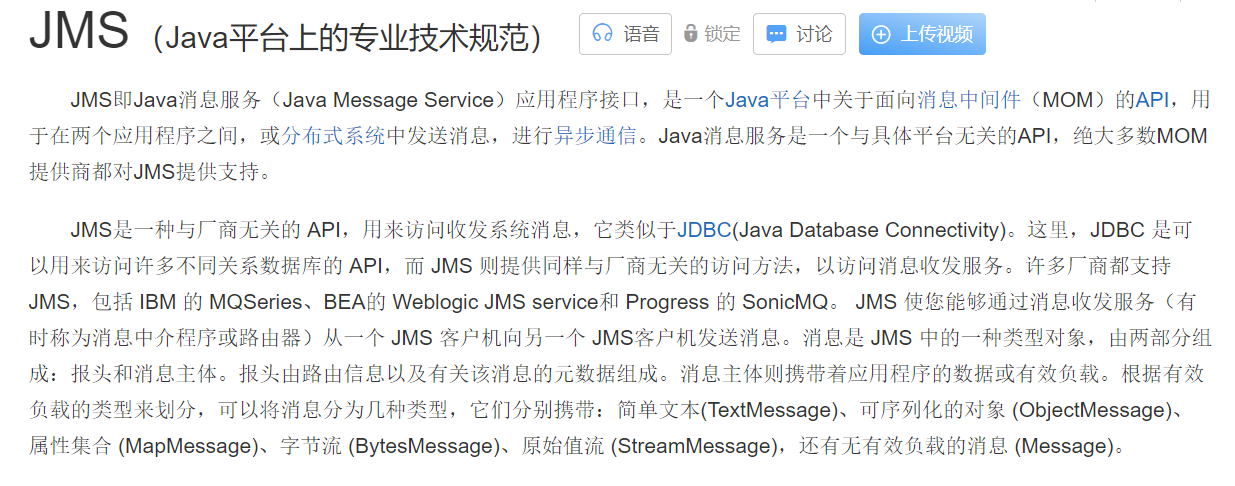 JMS（Java平台上的专业技术规范） 语音 锁定 讨论 上传视频
JMS即Java消息服务（Java Message Service）应用程序接口，是一个Java平台中关于面向消息中间件（MOM）的API，用
于在两个应用程序之间，或分布式系统中发送消息，进行异步通信。Java消息服务是一个与具体平台无关的API，绝大多数MOM
提供商都对JMS提供支持。
JMS是一种与厂商无关的 API，用来访问收发系统消息，它类似于JDBC(Java Database Connectivity)。这里，JDBC 是可
以用来访问许多不同关系数据库的 API，而 JMS 则提供同样与厂商无关的访问方法，以访问消息收发服务。许多厂商都支持
JMS，包括 IBM 的 MQSeries、BEA的 Weblogic JMS service和 Progress 的 SonicMQ。 JMS 使您能够通过消息收发服务（有
时称为消息中介程序或路由器）从一个 JMS 客户机向另一个 JMS客户机发送消息。消息是 JMS 中的一种类型对象，由两部分组
成：报头和消息主体。报头由路由信息以及有关该消息的元数据组成。消息主体则携带着应用程序的数据或有效负载。根据有效
负载的类型来划分，可以将消息分为几种类型，它们分别携带：简单文本(TextMessage)、可序列化的对象 (ObjectMessage)、
属性集合 (MapMessage)、字节流 (BytesMessage)、原始值流 (StreamMessage)，还有无有效负载的消息 (Message)。